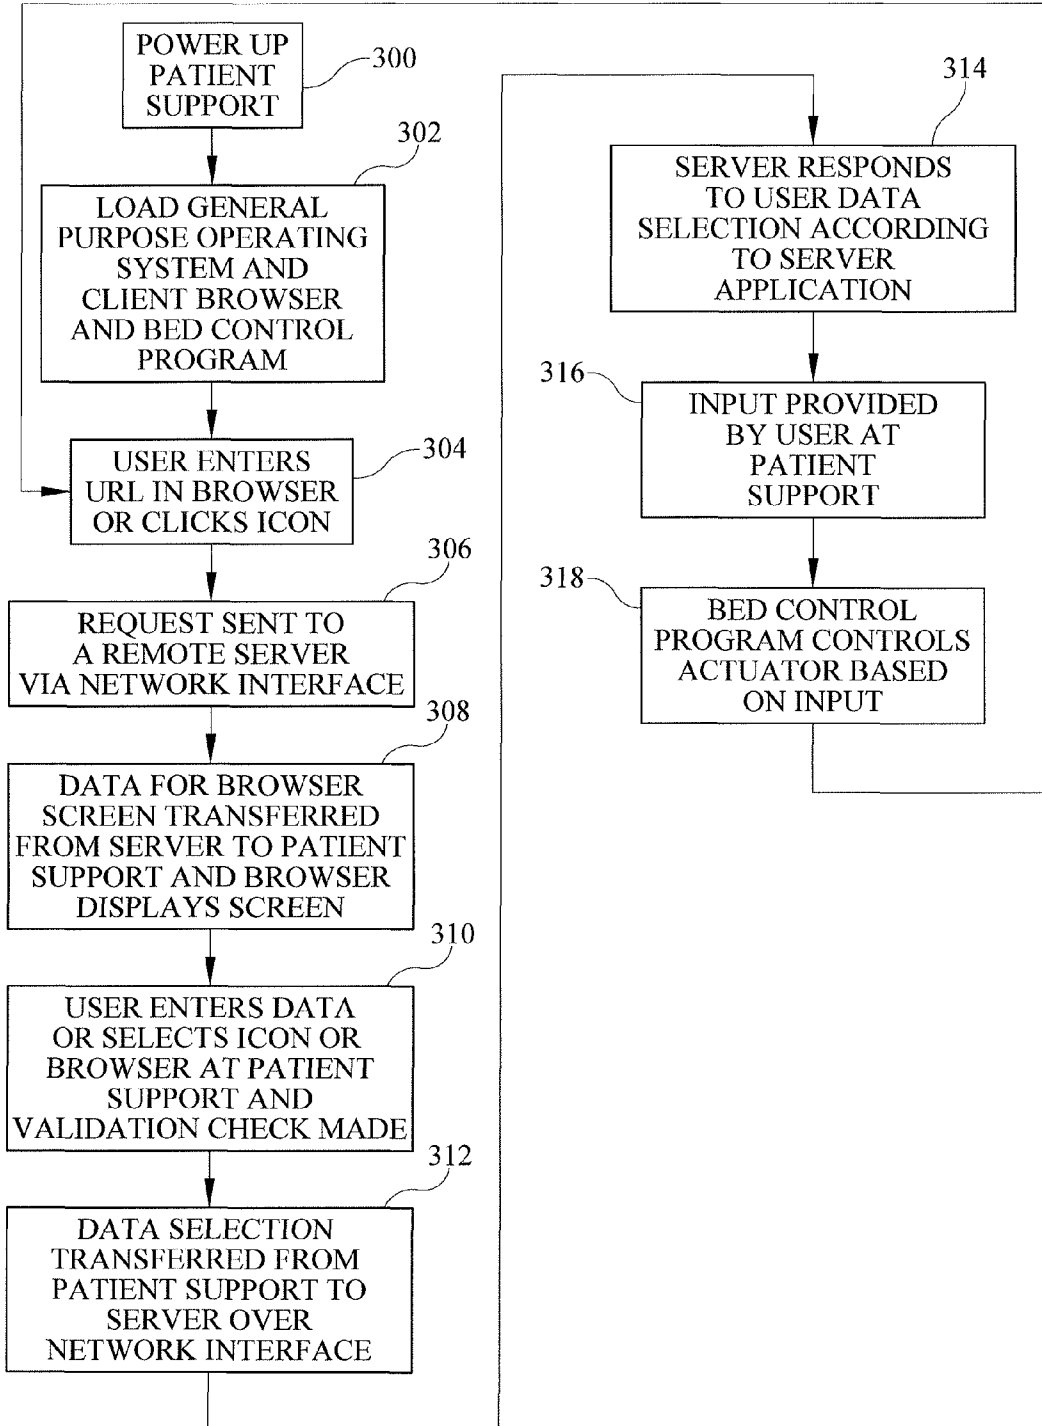 POWER UP
PATIENT
SUPPORT
300
302
LOAD GENERAL
PURPOSE OPERATING
SYSTEM AND
CLIENT BROWSER
AND BED CONTROL
PROGRAM
304
USER ENTERS
URL IN BROWSER
OR CLICKS ICON
306
REQUEST SENT TO
A REMOTE SERVER
VIA NETWORK INTERFACE
308
DATA FOR BROWSER
SCREEN TRANSFERRED
FROM SERVER TO PATIENT
SUPPORT AND BROWSER
DISPLAYS SCREEN
310
USER ENTERS DATA
OR SELECTS ICON OR
BROWSER AT PATIENT
SUPPORT AND
VALIDATION CHECK MADE
312
DATA SELECTION
TRANSFERRED FROM
PATIENT SUPPORT TO
SERVER OVER
NETWORK INTERFACE
314
SERVER RESPONDS
TO USER DATA
SELECTION ACCORDING
TO SERVER
APPLICATION
316
INPUT PROVIDED
BY USER AT
PATIENT
SUPPORT
318
BED CONTROL
PROGRAM CONTROLS
ACTUATOR BASED
ON INPUT